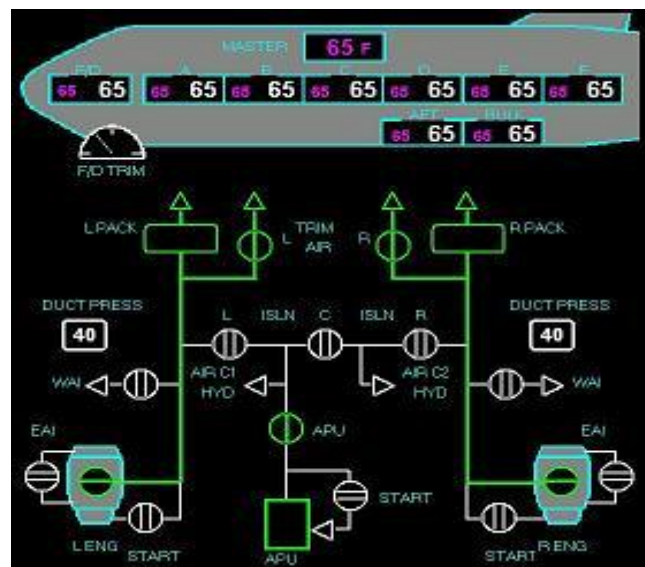 MASTER 65 F
F/D A B C D E F
65 65 65 65 65 65 65 65 65 65 65 65 65 65
AFT BULK
65 65 65 65
F/D TRIM
L PACK L TRIM AIR R R PACK
DUCT PRESS DUCT PRESS
L ISLN C ISLN R
40 40
WAI AIR C1 HYD AIR C2 HYD WAI
EAI APU EAI
START
L ENG START APU START R ENG